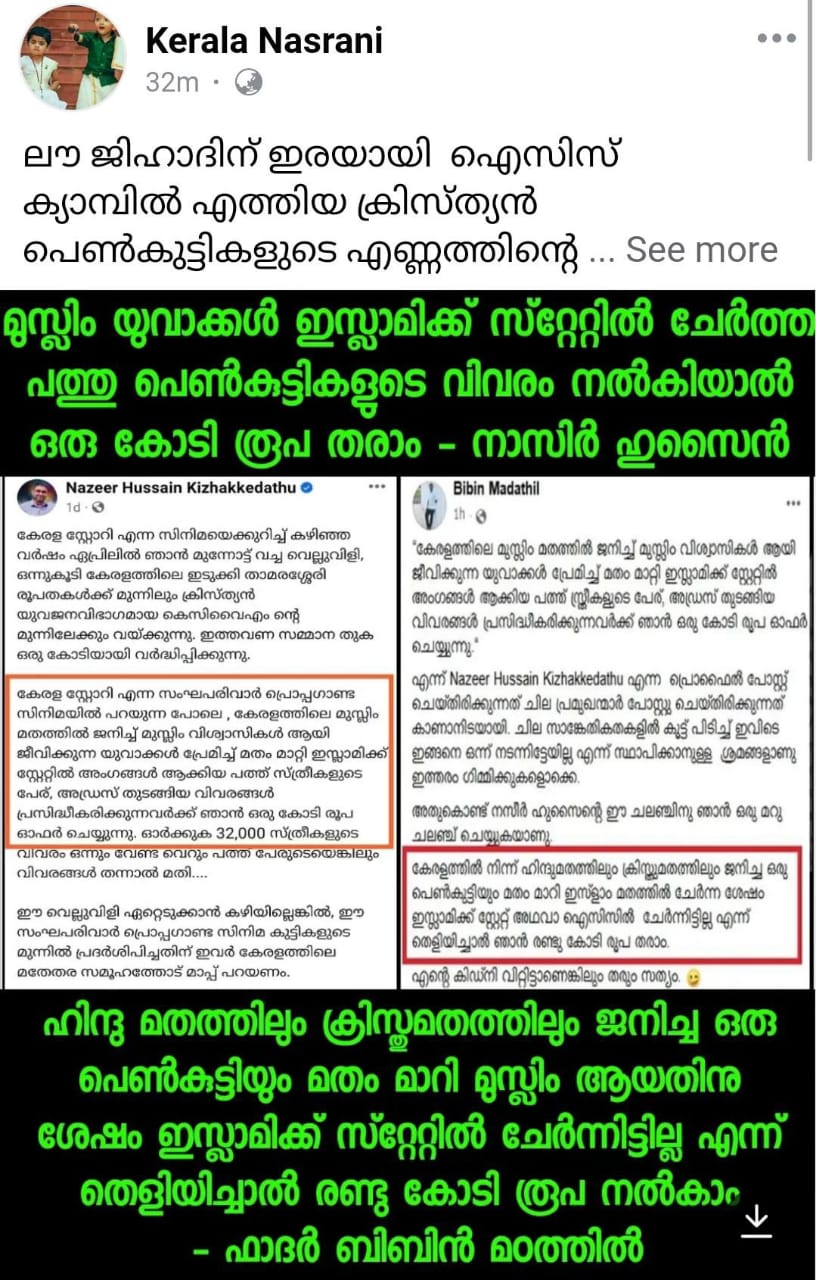 Kerala Nasrani
32m
ലൗ ജിഹാദിന് ഇരയായി ഐസിസ്
ക്യാമ്പിൽ എത്തിയ ക്രിസ്ത്യൻ
പെൺകുട്ടികളുടെ എണ്ണത്തിന്റെ ... See more
മുസ്ലിം യുവാക്കൾ ഇസ്ലാമിക്ക് സ്റ്റേറ്റിൽ ചേർത്ത
പത്തു പെൺകുട്ടികളുടെ വിവരം നൽകിയാൽ
ഒരു കോടി രൂപ തരാം - നാസിർ ഹുസൈൻ
Nazeer Hussain Kizhakkedathu
1d
കേരള സ്റ്റോറി എന്ന സിനിമയെക്കുറിച്ച് കഴിഞ്ഞ
വർഷം ഏപ്രിലിൽ ഞാൻ മുന്നോട്ട് വച്ച വെല്ലുവിളി,
ഒന്നുകൂടി കേരളത്തിലെ ഇടുക്കി താമരശ്ശേരി
രൂപതകൾക്ക് മുന്നിലും ക്രിസ്ത്യൻ
യുവജനവിഭാഗമായ കെസിവൈഎം ന്റെ
മുന്നിലേക്കും വയ്ക്കുന്നു. ഇത്തവണ സമ്മാന തുക
ഒരു കോടിയായി വർദ്ധിപ്പിക്കുന്നു.
കേരള സ്റ്റോറി എന്ന സംഘപരിവാർ പ്രൊപ്പഗാണ്ട
സിനിമയിൽ പറയുന്ന പോലെ , കേരളത്തിലെ മുസ്ലിം
മതത്തിൽ ജനിച്ച് മുസ്ലിം വിശ്വാസികൾ ആയി
ജീവിക്കുന്ന യുവാക്കൾ പ്രേമിച്ച് മതം മാറ്റി ഇസ്ലാമിക്ക്
സ്റ്റേറ്റിൽ അംഗങ്ങൾ ആക്കിയ പത്ത് സ്ത്രീകളുടെ
പേര്, അഡ്രസ് തുടങ്ങിയ വിവരങ്ങൾ
പ്രസിദ്ധീകരിക്കുന്നവർക്ക് ഞാൻ ഒരു കോടി രൂപ
ഓഫർ ചെയ്യുന്നു. ഓർക്കുക 32,000 സ്ത്രീകളുടെ
വിവരം ഒന്നും വേണ്ട വെറും പത്ത് പേരുടെയെങ്കിലും
വിവരങ്ങൾ തന്നാൽ മതി....
ഈ വെല്ലുവിളി ഏറ്റെടുക്കാൻ കഴിയില്ലെങ്കിൽ, ഈ
സംഘപരിവാർ പ്രൊപ്പഗാണ്ട സിനിമ കുട്ടികളുടെ
മുന്നിൽ പ്രദർശിപ്പിച്ചതിന് ഇവർ കേരളത്തിലെ
മതേതര സമൂഹത്തോട് മാപ്പ് പറയണം.
Bibin Madathil
1h
"കേരളത്തിലെ മുസ്ലിം മതത്തിൽ ജനിച്ച് മുസ്ലിം വിശ്വാസികൾ ആയി
ജീവിക്കുന്ന യുവാക്കൾ പ്രേമിച്ച് മതം മാറ്റി ഇസ്ലാമിക്ക് സ്റ്റേറ്റിൽ
അംഗങ്ങൾ ആക്കിയ പത്ത് സ്ത്രീകളുടെ പേര്, അഡ്രസ് തുടങ്ങിയ
വിവരങ്ങൾ പ്രസിദ്ധീകരിക്കുന്നവർക്ക് ഞാൻ ഒരു കോടി രൂപ ഓഫർ
ചെയ്യുന്നു."
എന്ന് Nazeer Hussain Kizhakkedathu എന്ന പ്രൊഫൈൽ പോസ്റ്റ്
ചെയ്തിരിക്കുന്നത് ചില പ്രമുഖന്മാർ പോസ്റ്റു ചെയ്തിരിക്കുന്നത്
കാണാനിടയായി. ചില സാങ്കേതികതകളിൽ കൂട്ട് പിടിച്ച് ഇവിടെ
ഇങ്ങനെ ഒന്ന് നടന്നിട്ടേയില്ല എന്ന് സ്ഥാപിക്കാനുള്ള ശ്രമങ്ങളാണു
ഇത്തരം ഗിമ്മിക്കുകളൊക്കെ.
അതുകൊണ്ട് നസീർ ഹുസൈന്റെ ഈ ചലഞ്ചിനു ഞാൻ ഒരു മറു
ചലഞ്ച് ചെയ്യുകയാണു.
കേരളത്തിൽ നിന്ന് ഹിന്ദുമതത്തിലും ക്രിസ്തുമതത്തിലും ജനിച്ച ഒരു
പെൺകുട്ടിയും മതം മാറി ഇസ്ളാം മതത്തിൽ ചേർന്ന ശേഷം
ഇസ്ലാമിക്ക് സ്റ്റേറ്റ് അഥവാ ഐസിസിൽ ചേർന്നിട്ടില്ല എന്ന്
തെളിയിച്ചാൽ ഞാൻ രണ്ടു കോടി രൂപ തരാം.
എന്റെ കിഡ്നി വിറ്റിട്ടാണെങ്കിലും തരും സത്യം. 😉
ഹിന്ദു മതത്തിലും ക്രിസ്തുമതത്തിലും ജനിച്ച ഒരു
പെൺകുട്ടിയും മതം മാറി മുസ്ലിം ആയതിനു
ശേഷം ഇസ്ലാമിക്ക് സ്റ്റേറ്റിൽ ചേർന്നിട്ടില്ല എന്ന്
തെളിയിച്ചാൽ രണ്ടു കോടി രൂപ നൽകാം
- ഫാദർ ബിബിൻ മഠത്തിൽ